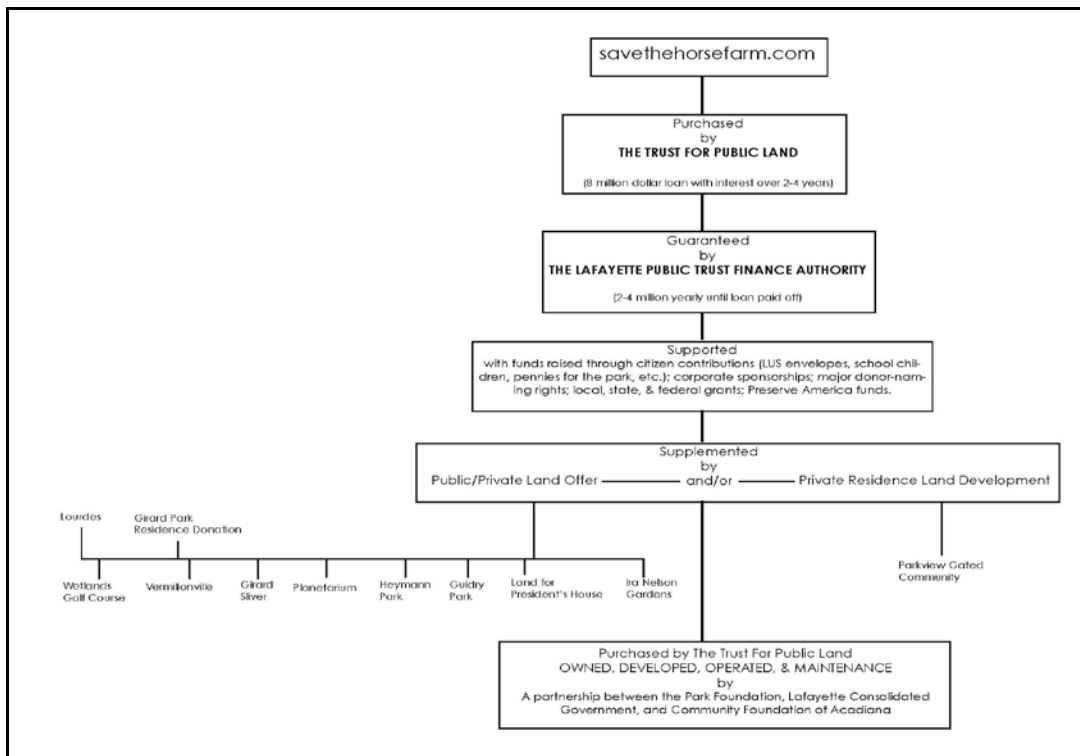 savethehorsefarm.com
Purchased
by
THE TRUST FOR PUBLIC LAND
(8 million dollar loan with interest over 2-4 years)
Guaranteed
by
THE LAFAYETTE PUBLIC TRUST FINANCE AUTHORITY
(2-4 million yearly until loan paid off)
Supported
with funds raised through citizen contributions (LUS envelopes, school chil-
dren, pennies for the park, etc.); corporate sponsorships; major donor-nam-
ing rights; local, state, & federal grants; Preserve America funds.
Supplemented
by
Public/Private Land Offer and/or Private Residence Land Development
Lourdes
Girard Park
Residence Donation
Wetlands
Golf Course
Vermilionville
Girard
Sliver
Planetarium
Heymann
Park
Guidry
Park
Land for
President's House
Ira Nelson
Gardens
Parkview Gated
Community
Purchased by The Trust For Public Land
OWNED, DEVELOPED, OPERATED, & MAINTENANCE
by
A partnership between the Park Foundation, Lafayette Consolidated
Government, and Community Foundation of Acadiana